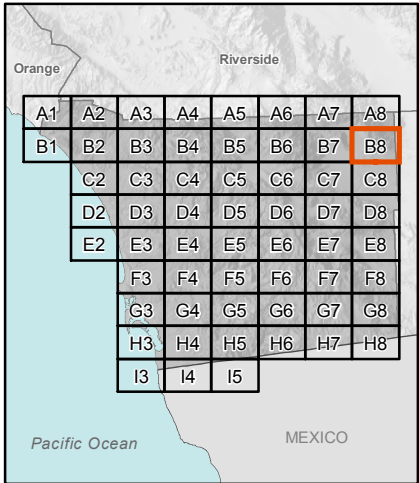 Riverside
Orange
A1 A2 A3 A4 A5 A6 A7 A8
B1 B2 B3 B4 B5 B6 B7 B8
C2 C3 C4 C5 C6 C7 C8
D2 D3 D4 D5 D6 D7 D8
E2 E3 E4 E5 E6 E7 E8
F3 F4 F5 F6 F7 F8
G3 G4 G5 G6 G7 G8
H3 H4 H5 H6 H7 H8
I3 I4 I5
Pacific Ocean
MEXICO